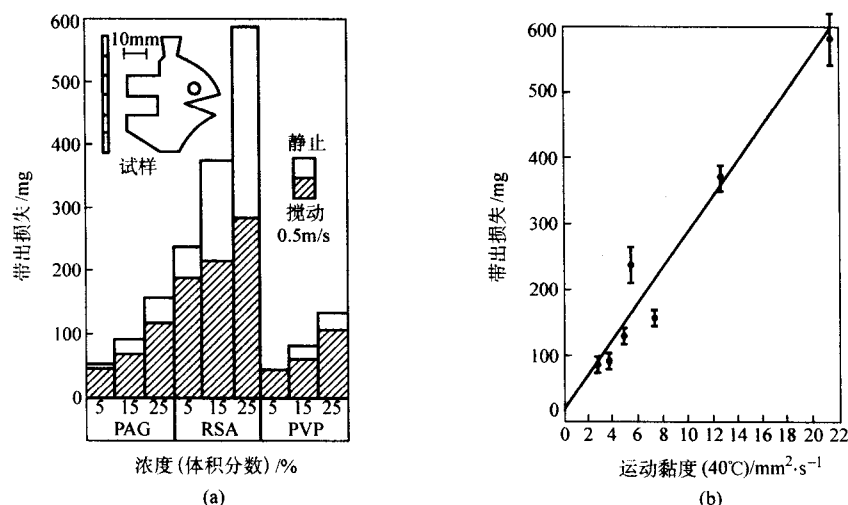 600
500
400
300
200
100
0
带出损失/mg
10mm
试样
静止
搅动
0.5m/s
5 15 25 5 15 25 5 15 25
PAG RSA PVP
浓度(体积分数)/%
(a)
600
400
300
200
100
0
带出损失/mg
0 2 4 6 8 10 12 14 16 18 20 22
运动黏度(40℃)/mm²·s⁻¹
(b)